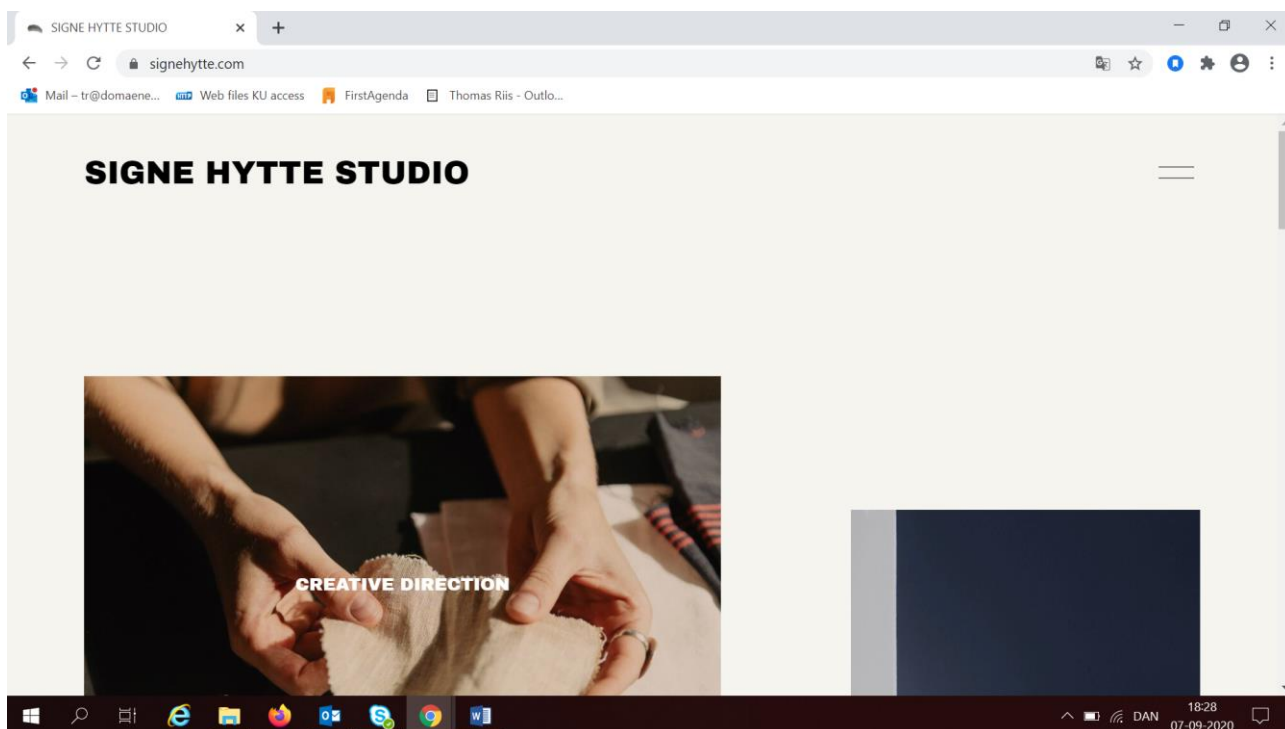 SIGNE HYTTE STUDIO
signehytte.com
Mail – tr@domaene... Web files KU access FirstAgenda Thomas Riis - Outlo...
SIGNE HYTTE STUDIO
CREATIVE DIRECTION
DAN
18:28
07-09-2020